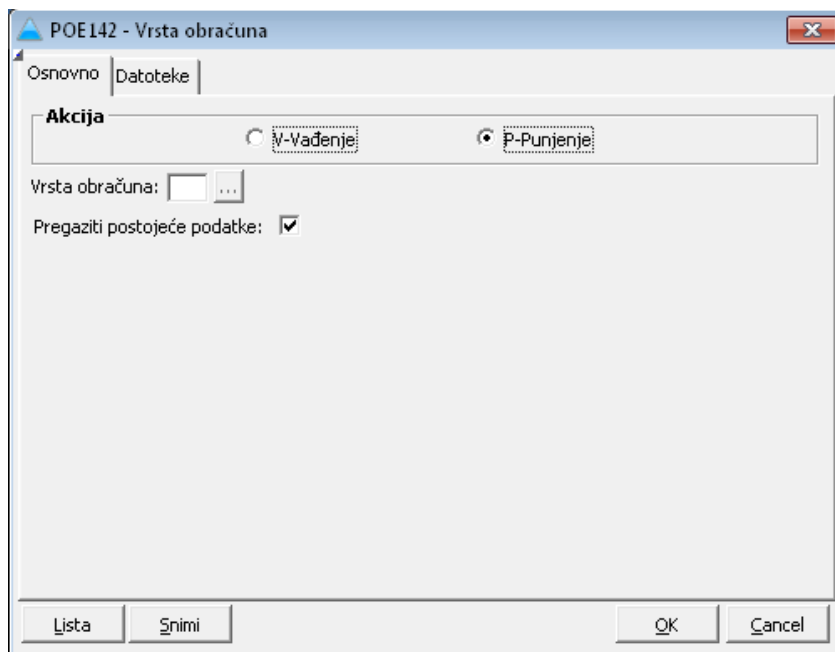 POE142 - Vrsta obračuna
Osnovno Datoteke
Akcija
V-Vađenje P-Punjenje
Vrsta obračuna: ...
Pregaziti postojeće podatke:
Lista Snimi OK Cancel